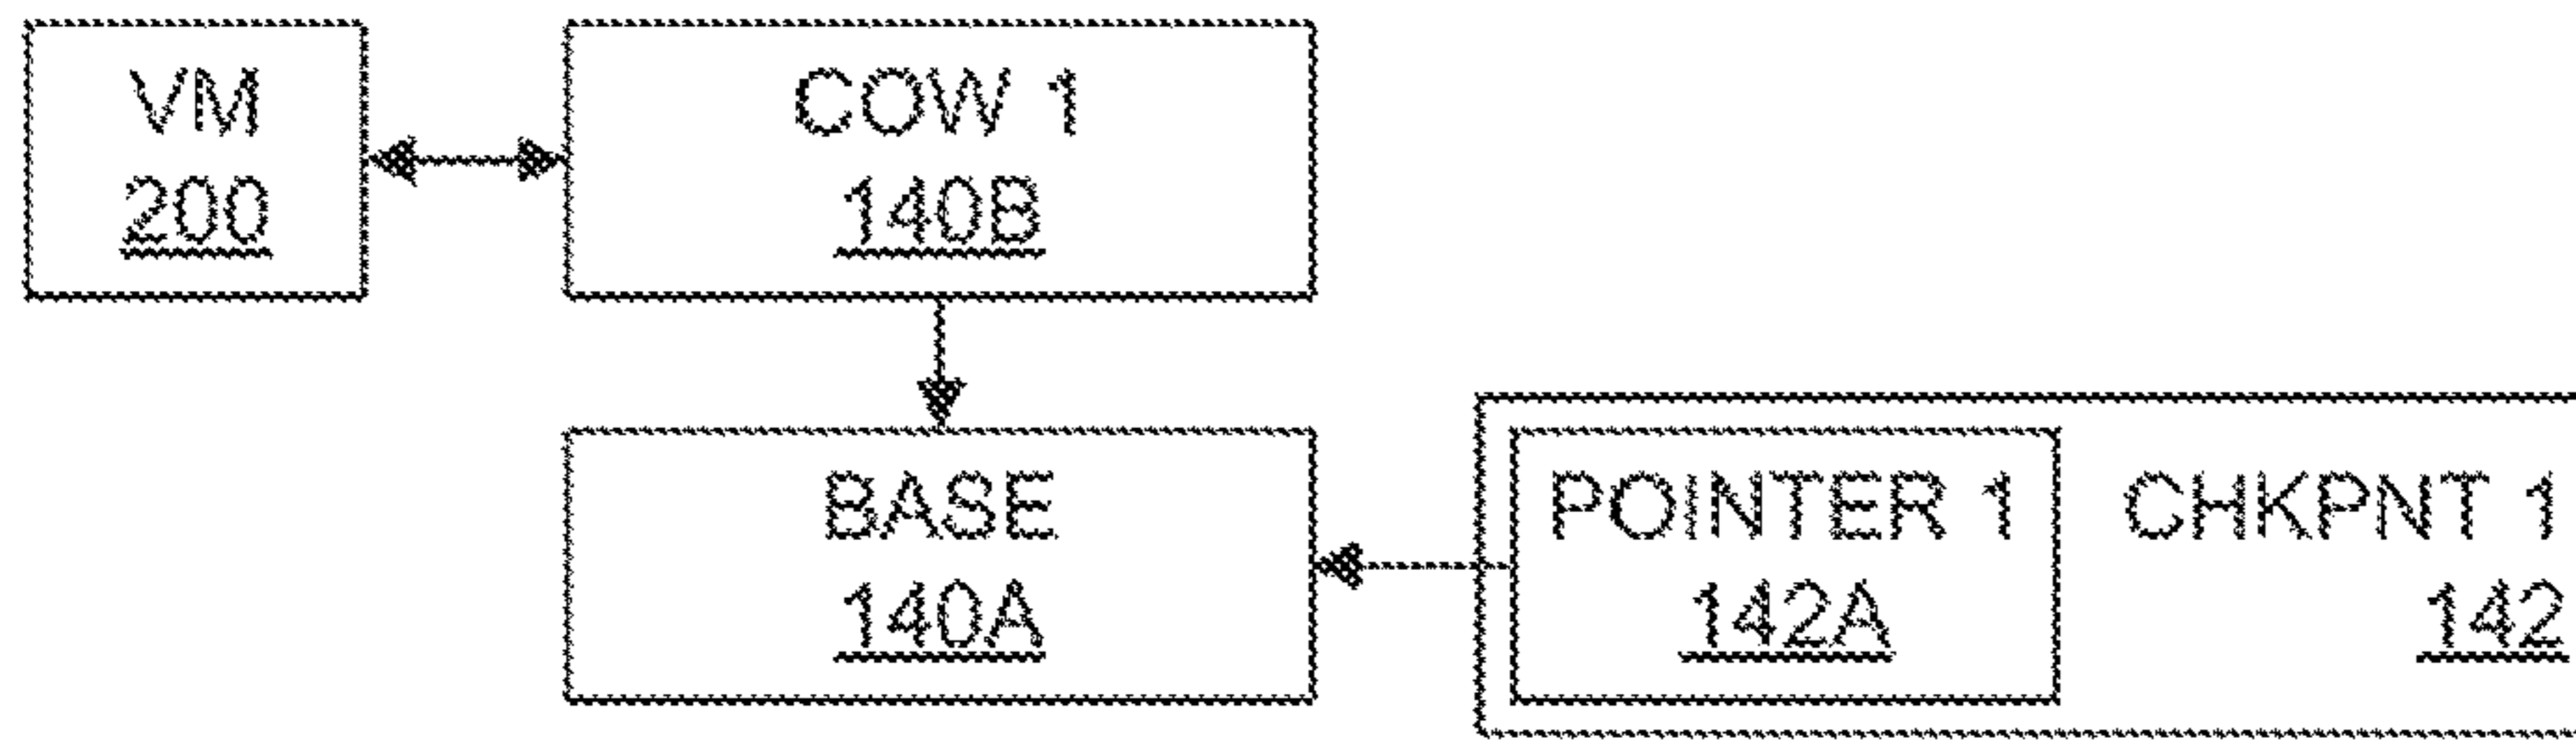 VM
200
COW 1
140B
BASE
140A
POINTER 1
142A
CHKPNT 1
142